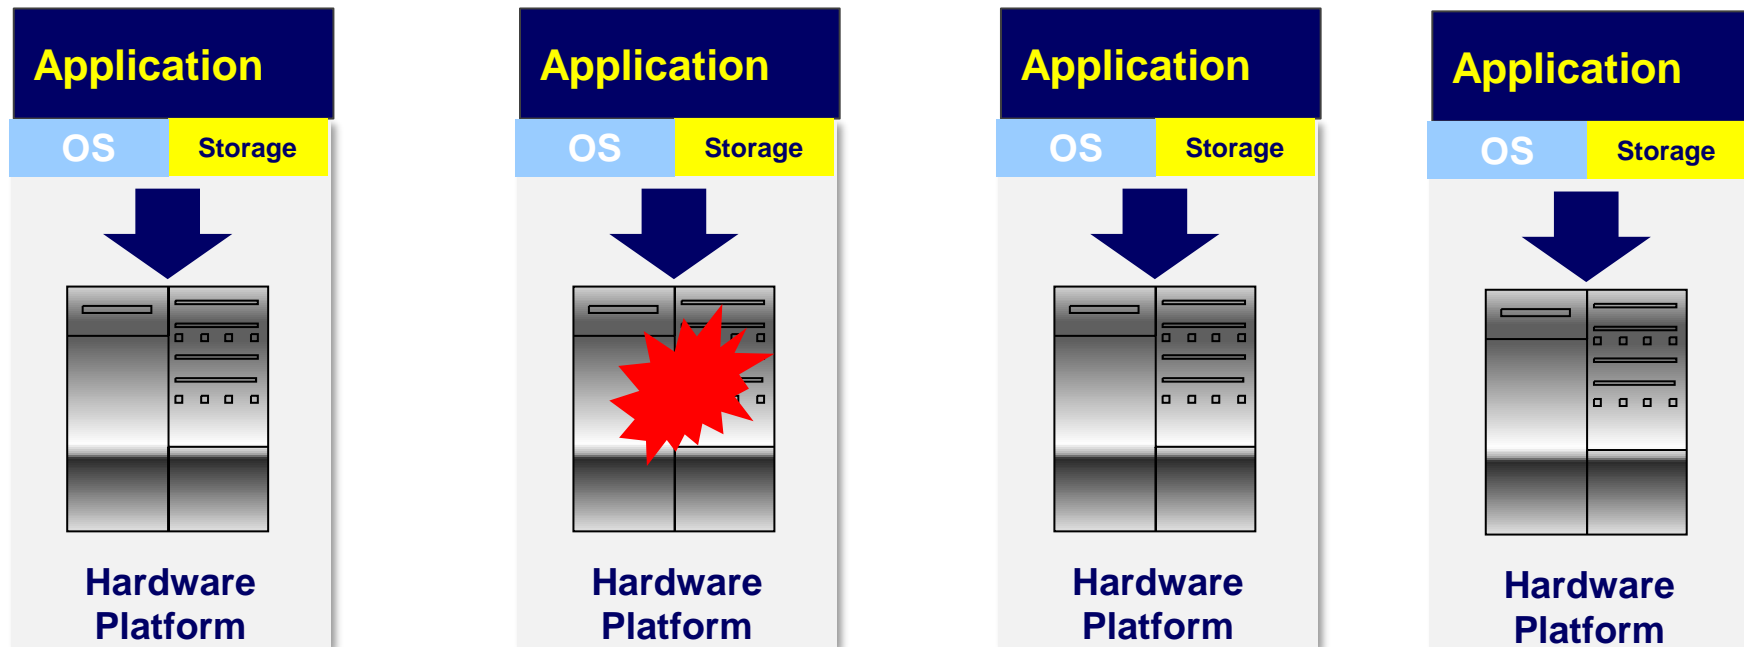 Application
OS Storage
Hardware
Platform
Application
OS Storage
Hardware
Platform
Application
OS Storage
Hardware
Platform
Application
OS Storage
Hardware
Platform